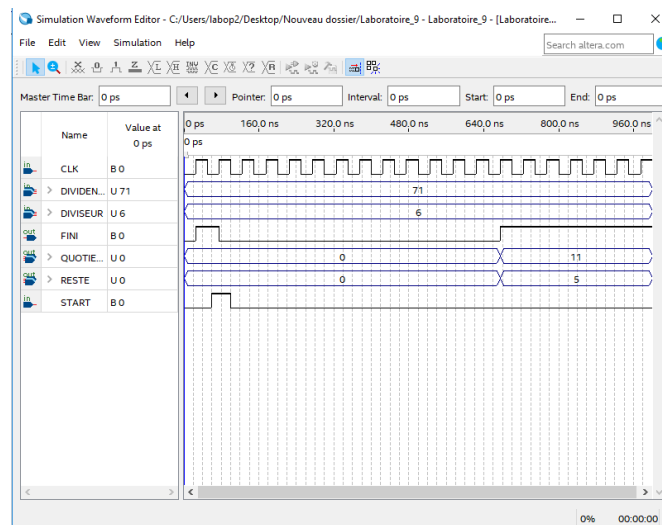 Simulation Waveform Editor - C:/Users/labop2/Desktop/Nouveau dossier/Laboratoire_9 - Laboratoire_9 - [Laboratoire...
File Edit View Simulation Help
Search altera.com
Master Time Bar: 0 ps Pointer: 0 ps Interval: 0 ps Start: 0 ps End: 0 ps
Name Value at 0 ps
0 ps 160.0 ns 320.0 ns 480.0 ns 640.0 ns 800.0 ns 960.0 ns
0 ps
in CLK B 0
in > DIVIDEN... U 71 71
in > DIVISEUR U 6 6
out FINI B 0
out > QUOTIE... U 0 0 11
out > RESTE U 0 0 5
in START B 0
0% 00:00:00